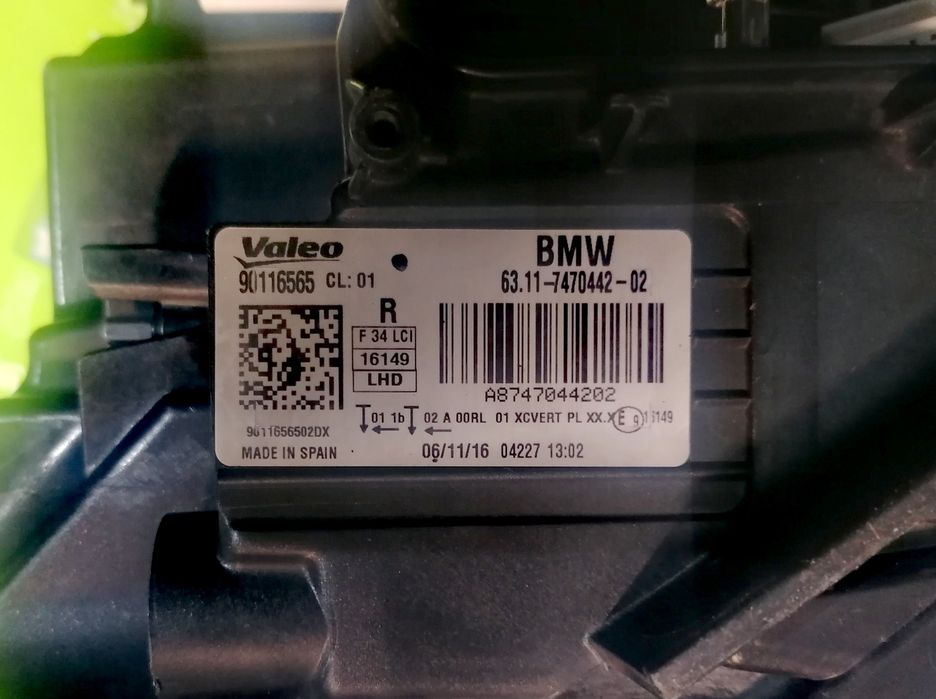 Valeo
90116565 CL: 01
BMW
63.11-7470442-02
R
F 34 LCI
16149
LHD
A8747044202
01 1b 02 A 00RL 01 XCVERT PL XX.X E 9
9011656502DX
MADE IN SPAIN
06/11/16 04227 13:02